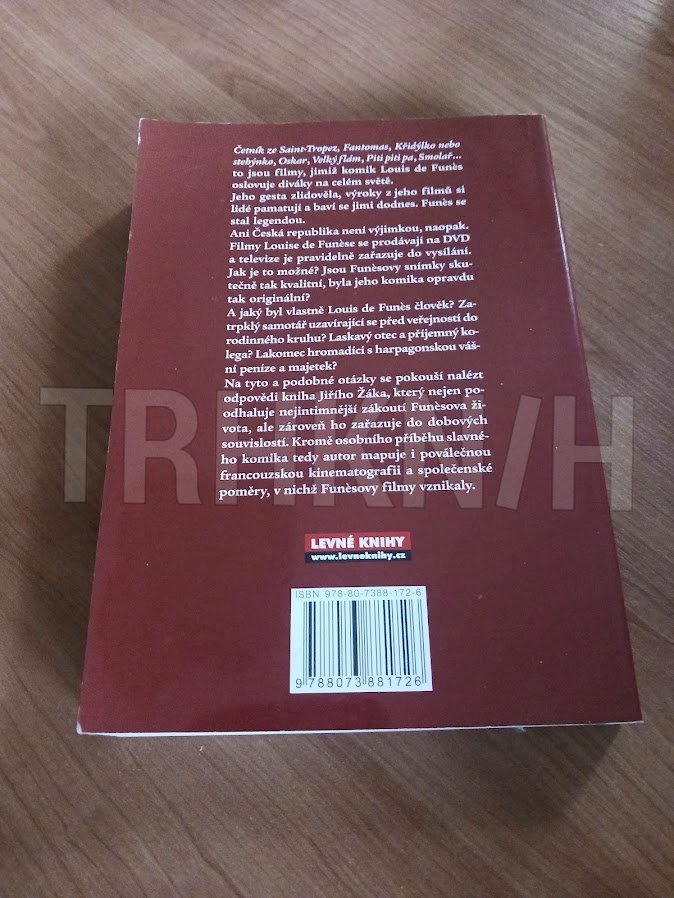 Četník ze Saint-Tropez, Fantomas, Křidýlko nebo
stehýnko, Oskar, Velký flám, Piti piti pa, Smolař...
to jsou filmy, jimiž komik Louis de Funès
oslovuje diváky na celém světě.
Jeho gesta zlidověla, výroky z jeho filmů si
lidé pamatují a baví se jimi dodnes. Funès se
stal legendou.
Ani Česká republika není výjimkou, naopak.
Filmy Louise de Funèse se prodávají na DVD
a televize je pravidelně zařazuje do vysílání.
Jak je to možné? Jsou Funèsovy snímky sku-
tečně tak kvalitní, byla jeho komika opravdu
tak originální?
A jaký byl vlastně Louis de Funès člověk? Za-
trpklý samotář uzavírající se před veřejností do
rodinného kruhu? Laskavý otec a příjemný ko-
lega? Lakomec hromadící s harpagonskou váš-
ní peníze a majetek?
Na tyto a podobné otázky se pokouší nalézt
odpovědi kniha Jiřího Žáka, který nejen po-
odhaluje nejintimnější zákoutí Funèsova ži-
vota, ale zároveň ho zařazuje do dobových
souvislostí. Kromě osobního příběhu slavné-
ho komika tedy autor mapuje i poválečnou
francouzskou kinematografii a společenské
poměry, v nichž Funèsovy filmy vznikaly.
LEVNÉ KNIHY
www.levneknihy.cz
ISBN 978-80-7388-172-6
9 788073 881726